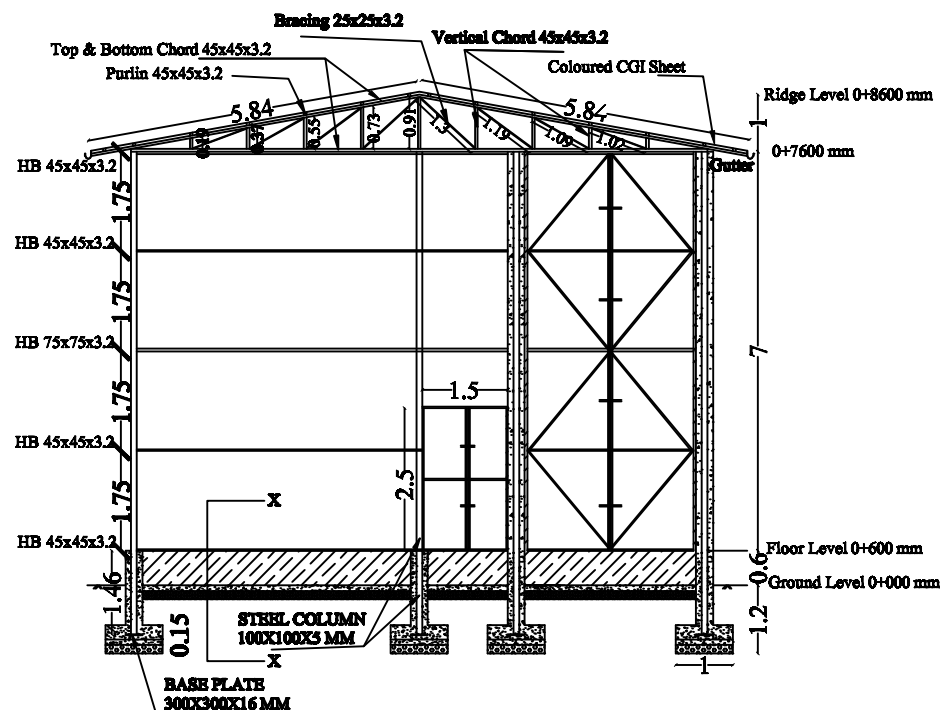 Bracing 25x25x3.2
Vertical Chord 45x45x3.2
Top & Bottom Chord 45x45x3.2
Purlin 45x45x3.2
Coloured CGI Sheet
Ridge Level 0+8600 mm
5.84
5.84
1
0.37
0.55
0.73
0.91
1.3
1.19
1.09
1.02
0+7600 mm
HB 45x45x3.2
Gutter
1.75
HB 45x45x3.2
1.75
HB 75x75x3.2
7
1.75
1.5
HB 45x45x3.2
2.5
1.75
X
HB 45x45x3.2
Floor Level 0+600 mm
0.6
Ground Level 0+000 mm
1.46
1.2
0.15
STEEL COLUMN
100X100X5 MM
X
1
BASE PLATE
300X300X16 MM